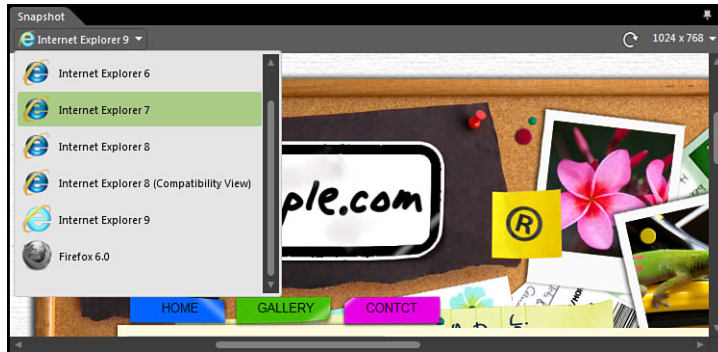 Snapshot
Internet Explorer 9
1024 x 768
Internet Explorer 6
Internet Explorer 7
Internet Explorer 8
Internet Explorer 8 (Compatibility View)
Internet Explorer 9
Firefox 6.0
ple.com
®
HOME
GALLERY
CONTCT